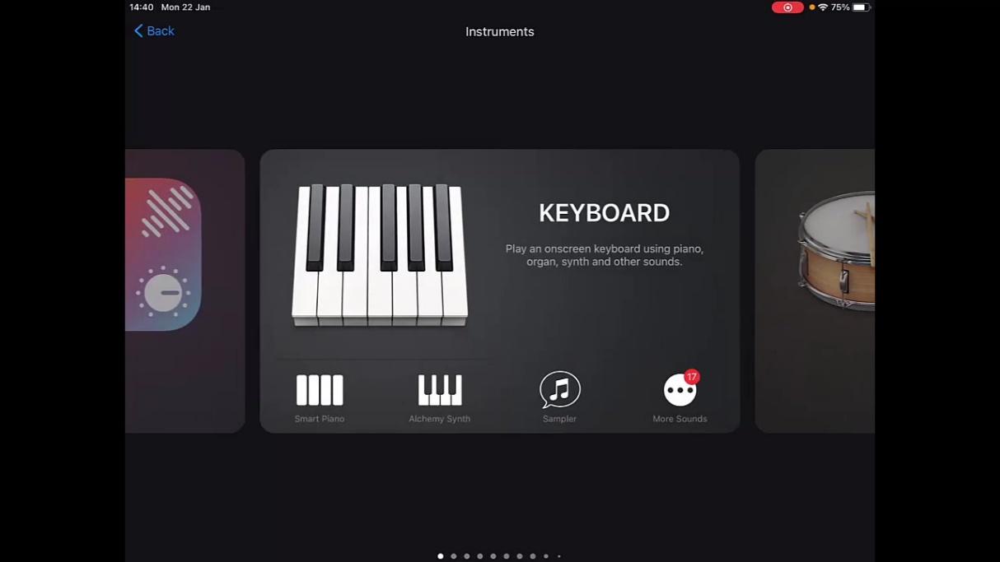 14:40 Mon 22 Jan
75%
Back
Instruments
KEYBOARD
Play an onscreen keyboard using piano,
organ, synth and other sounds.
17
Smart Piano
Alchemy Synth
Sampler
More Sounds